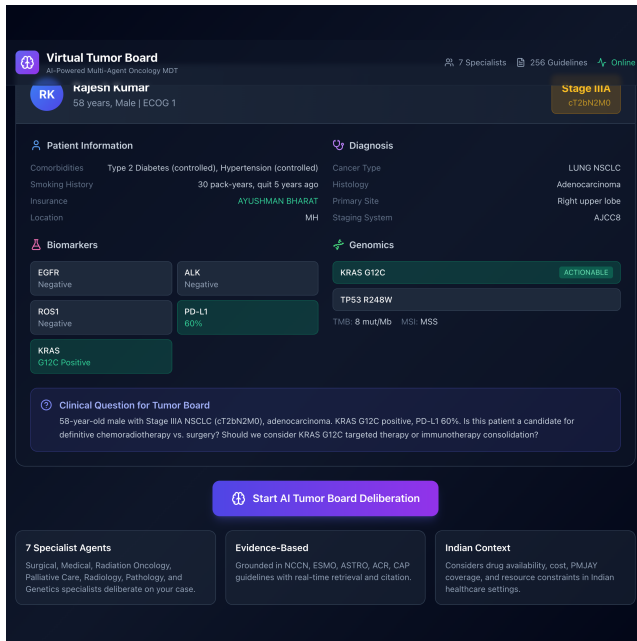 Virtual Tumor Board
AI-Powered Multi-Agent Oncology MDT
7 Specialists
256 Guidelines
Online
RK
Rajesh Kumar
58 years, Male | ECOG 1
Stage IIIA
cT2bN2M0
Patient Information
Comorbidities Type 2 Diabetes (controlled), Hypertension (controlled)
Smoking History 30 pack-years, quit 5 years ago
Insurance AYUSHMAN BHARAT
Location MH
Diagnosis
Cancer Type LUNG NSCLC
Histology Adenocarcinoma
Primary Site Right upper lobe
Staging System AJCC8
Biomarkers
EGFR
Negative
ALK
Negative
ROS1
Negative
PD-L1
60%
KRAS
G12C Positive
Genomics
KRAS G12C ACTIONABLE
TP53 R248W
TMB: 8 mut/Mb MSI: MSS
Clinical Question for Tumor Board
58-year-old male with Stage IIIA NSCLC (cT2bN2M0), adenocarcinoma. KRAS G12C positive, PD-L1 60%. Is this patient a candidate for
definitive chemoradiotherapy vs. surgery? Should we consider KRAS G12C targeted therapy or immunotherapy consolidation?
Start AI Tumor Board Deliberation
7 Specialist Agents
Surgical, Medical, Radiation Oncology,
Palliative Care, Radiology, Pathology, and
Genetics specialists deliberate on your case.
Evidence-Based
Grounded in NCCN, ESMO, ASTRO, ACR, CAP
guidelines with real-time retrieval and citation.
Indian Context
Considers drug availability, cost, PMJAY
coverage, and resource constraints in Indian
healthcare settings.